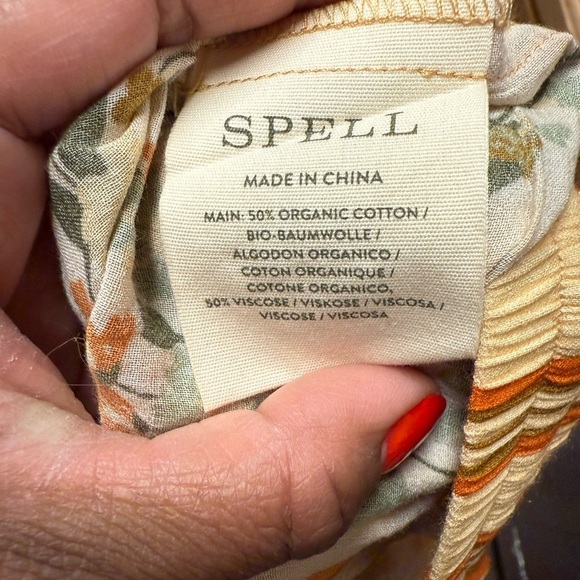 SPELL
MADE IN CHINA
MAIN: 50% ORGANIC COTTON /
BIO-BAUMWOLLE /
ALGODON ORGANICO /
COTON ORGANIQUE /
COTONE ORGANICO,
50% VISCOSE / VISKOSE / VISCOSA /
VISCOSE / VISCOSA